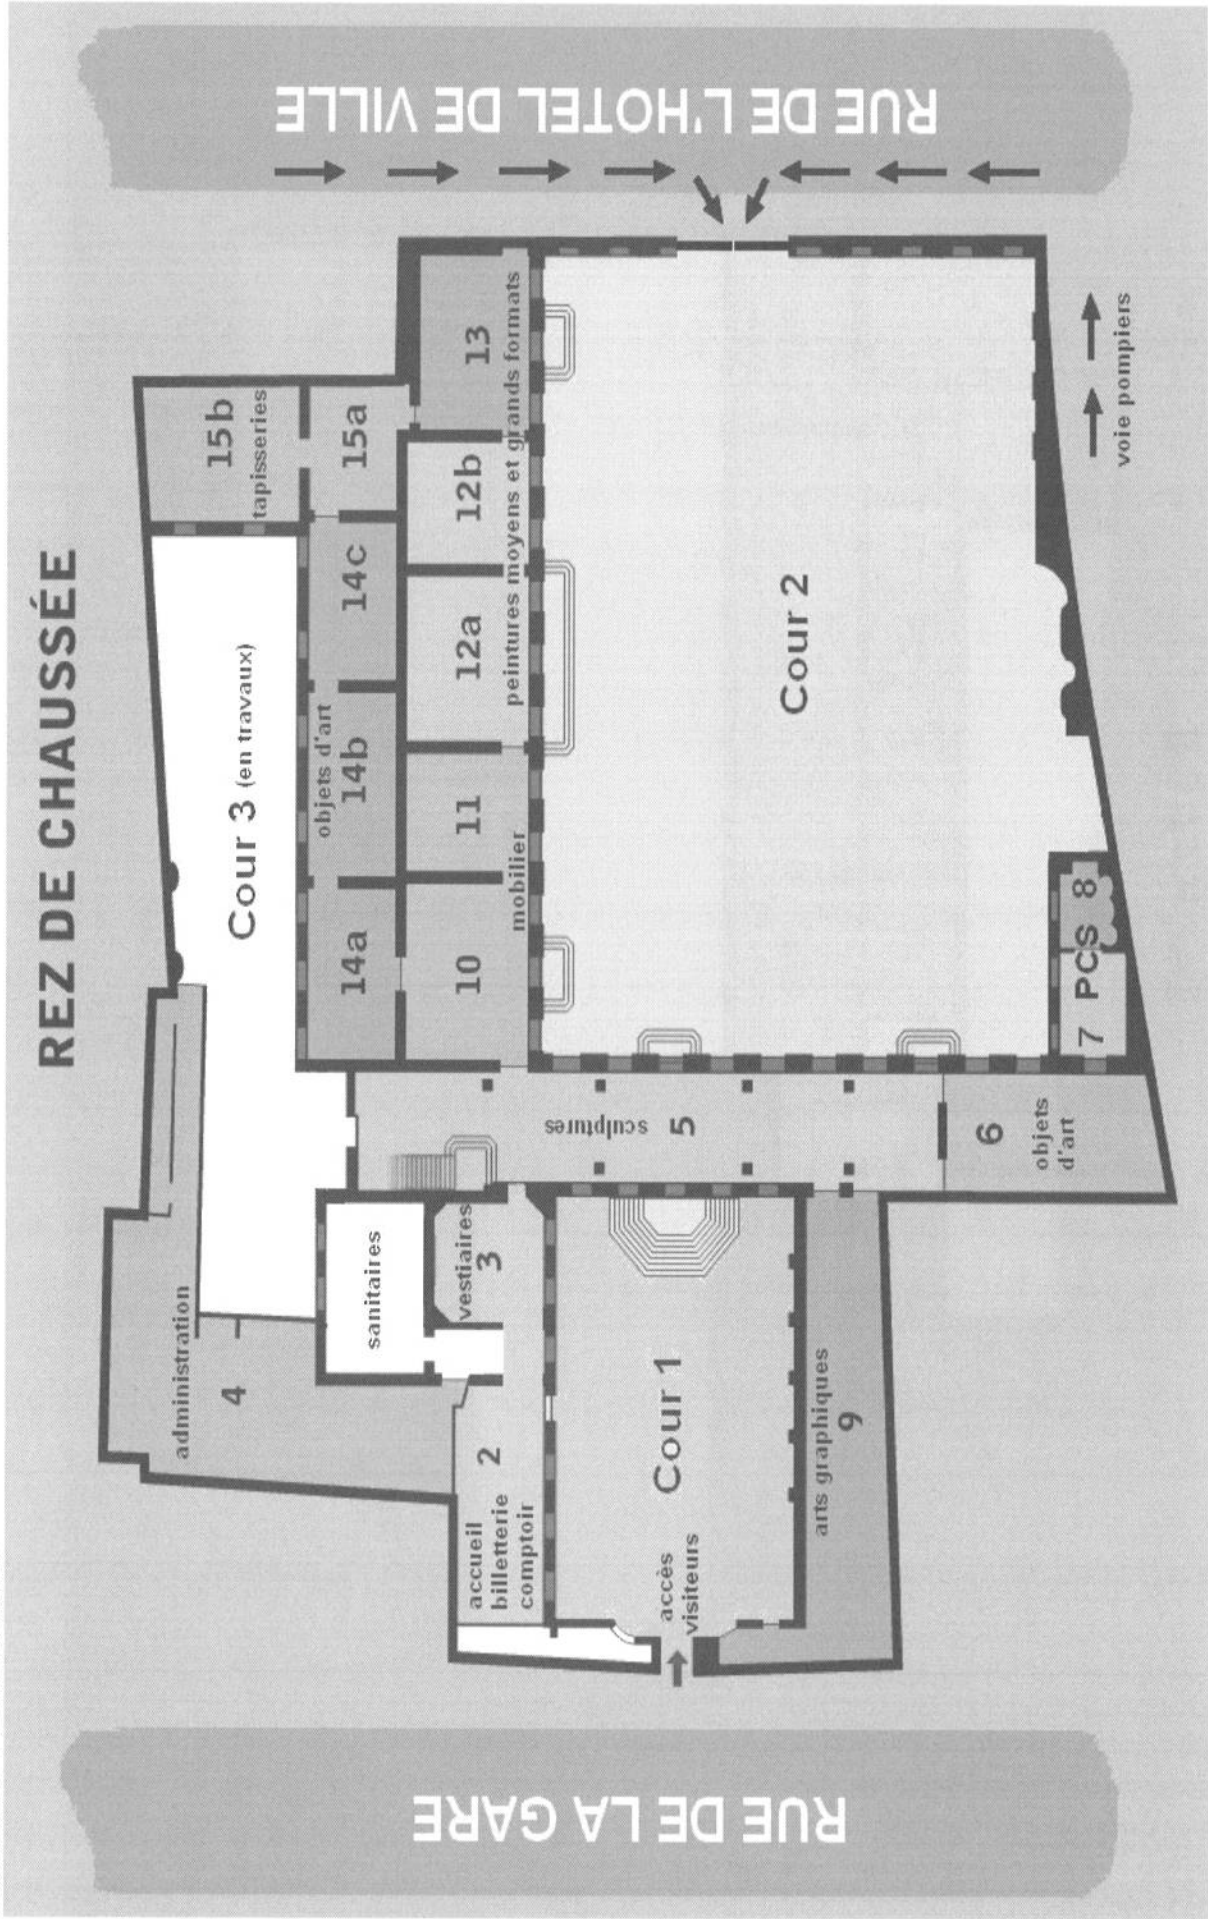 REZ DE CHAUSSÉE
RUE DE LA GARE
RUE DE L'HOTEL DE VILLE
administration
4
sanitaires
vestiaires
3
accueil
billetterie
comptoir
2
accès
visiteurs
Cour 1
arts graphiques
9
Cour 3 (en travaux)
sculptures
5
6
objets
d'art
14a
objets d'art
14b
14c
15a
15b
tapisseries
10
11
mobilier
12a
12b
13
peintures moyens et grands formats
Cour 2
7 PCS 8
voie pompiers